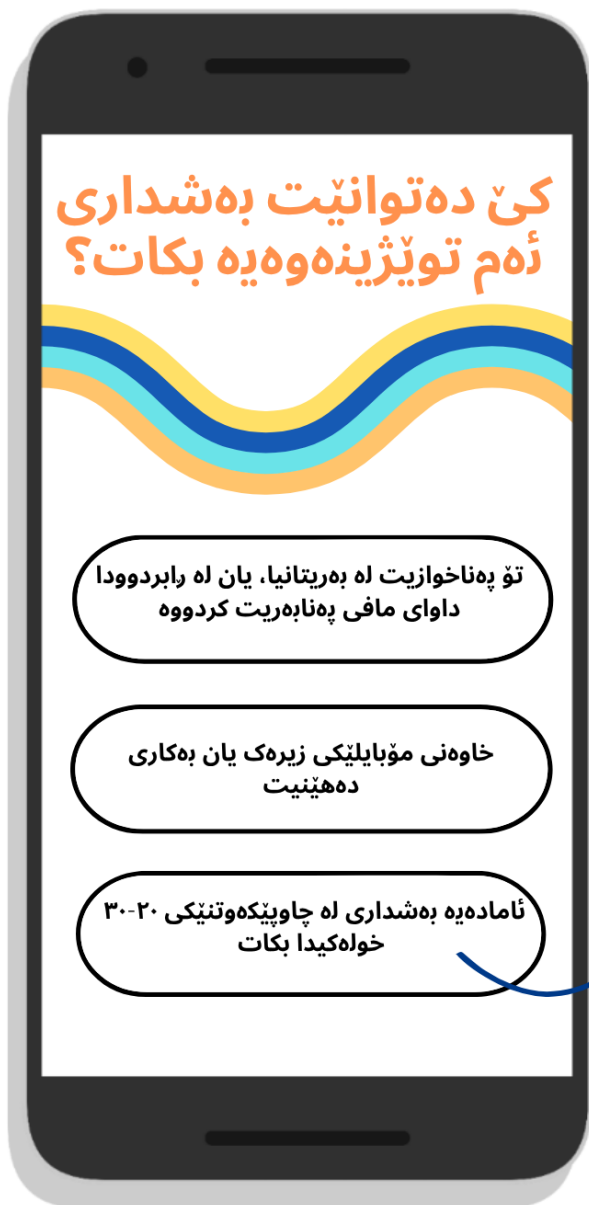 کێ دەتوانێت بەشداری
ئەم توێژینەوەیە بکات؟
تۆ پەناخوازیت لە بەریتانیا، یان لە ڕابردوودا
داوای مافی پەنابەریت کردووە
خاوەنی مۆبایلێکی زیرەک یان بەکاری
دەهێنیت
ئامادەیە بەشداری لە چاوپێکەوتنێکی ٢٠-٣٠
خولەکیدا بکات